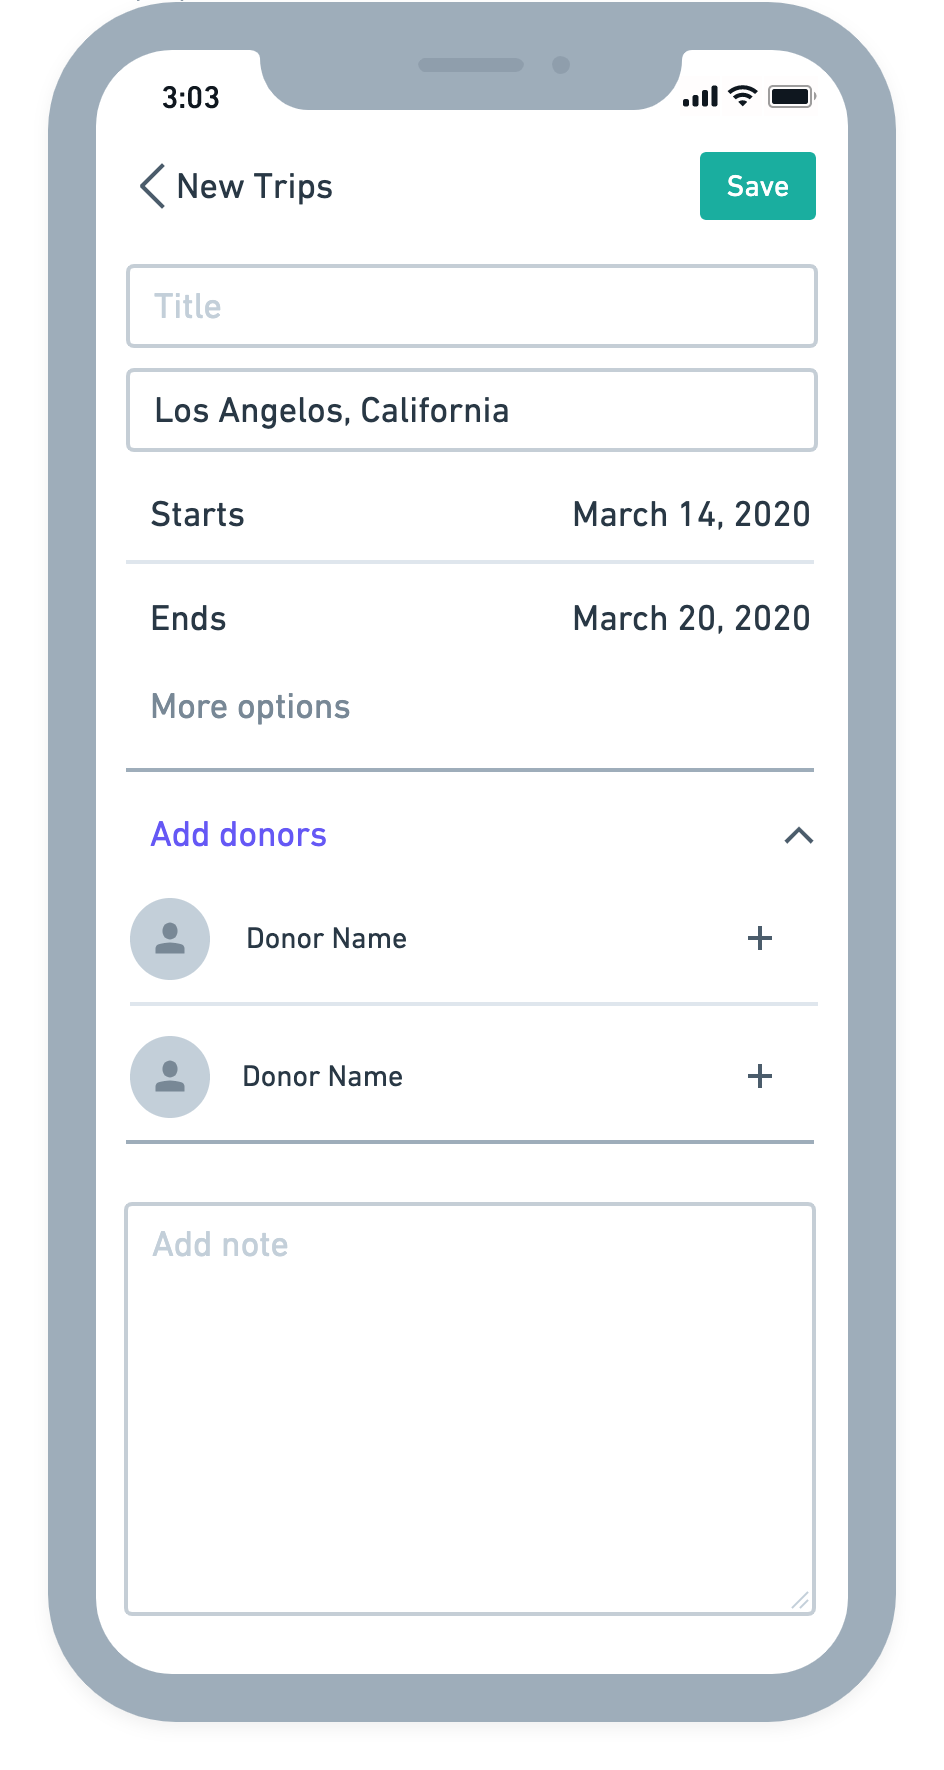 3:03
New Trips
Save
Title
Los Angelos, California
Starts
March 14, 2020
Ends
March 20, 2020
More options
Add donors
Donor Name
Donor Name
Add note